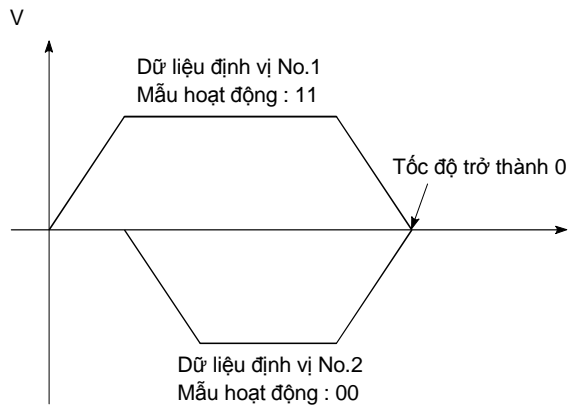 V
Dữ liệu định vị No.1
Mẫu hoạt động : 11
Tốc độ trở thành 0
Dữ liệu định vị No.2
Mẫu hoạt động : 00